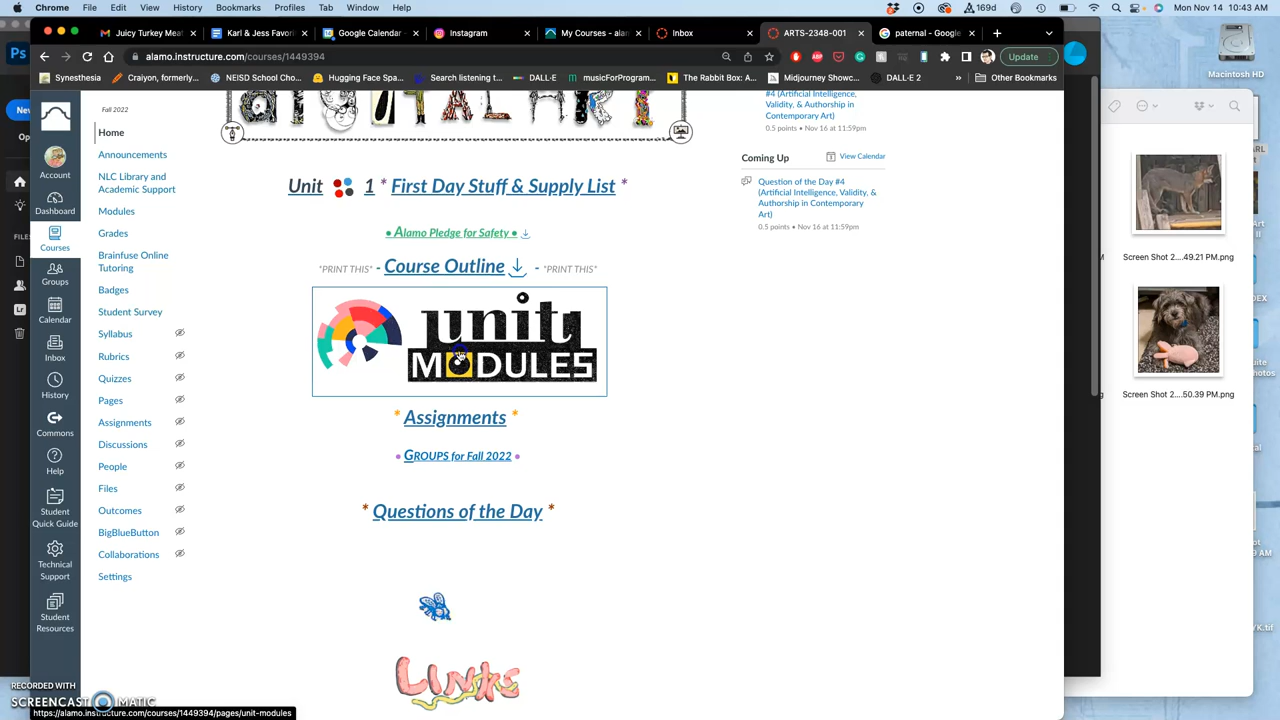 Chrome File Edit View History Bookmarks Profiles Tab Window Help
169d
Mon Nov 14 10:43 AM
Juicy Turkey Meat
Karl & Jess Favori
Google Calendar -
Instagram
My Courses - alan
Inbox
ARTS-2348-001
paternal - Google
alamo.instructure.com/courses/1449394
Update
Synesthesia
Craiyon, formerly...
NEISD School Cho...
Hugging Face Spa...
Search listening t...
DALL-E
musicForProgram...
The Rabbit Box: A...
Midjourney Showc...
DALL·E 2
»
Other Bookmarks
Macintosh HD
Ps
New
Lr
Account
Dashboard
Courses
Groups
Calendar
Inbox
History
Commons
Help
Student
Quick Guide
Technical
Support
Student
Resources
Fall 2022
Home
Announcements
NLC Library and
Academic Support
Modules
Grades
Brainfuse Online
Tutoring
Badges
Student Survey
Syllabus
Rubrics
Quizzes
Pages
Assignments
Discussions
People
Files
Outcomes
BigBlueButton
Collaborations
Settings
DIGITAL ART
Unit 1 * First Day Stuff & Supply List *
• Alamo Pledge for Safety •
*PRINT THIS* - Course Outline - *PRINT THIS*
unit
MODULES
* Assignments *
• GROUPS for Fall 2022 •
* Questions of the Day *
Links
#4 (Artificial Intelligence,
Validity, & Authorship in
Contemporary Art)
0.5 points • Nov 16 at 11:59pm
Coming Up
View Calendar
Question of the Day #4
(Artificial Intelligence, Validity, &
Authorship in Contemporary
Art)
0.5 points • Nov 16 at 11:59pm
Screen Shot 2....49.21 PM.png
Screen Shot 2....50.39 PM.png
RECORDED WITH
SCREENCAST MATIC
https://alamo.instructure.com/courses/1449394/pages/unit-modules